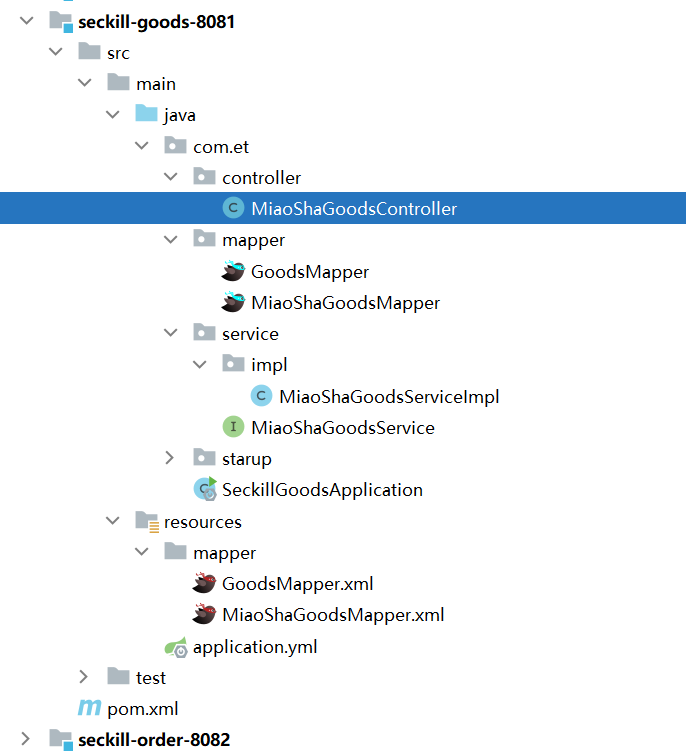 seckill-goods-8081
src
main
java
com.et
controller
C MiaoShaGoodsController
mapper
GoodsMapper
MiaoShaGoodsMapper
service
impl
C MiaoShaGoodsServiceImpl
I MiaoShaGoodsService
starup
C SeckillGoodsApplication
resources
mapper
GoodsMapper.xml
MiaoShaGoodsMapper.xml
application.yml
test
m pom.xml
seckill-order-8082